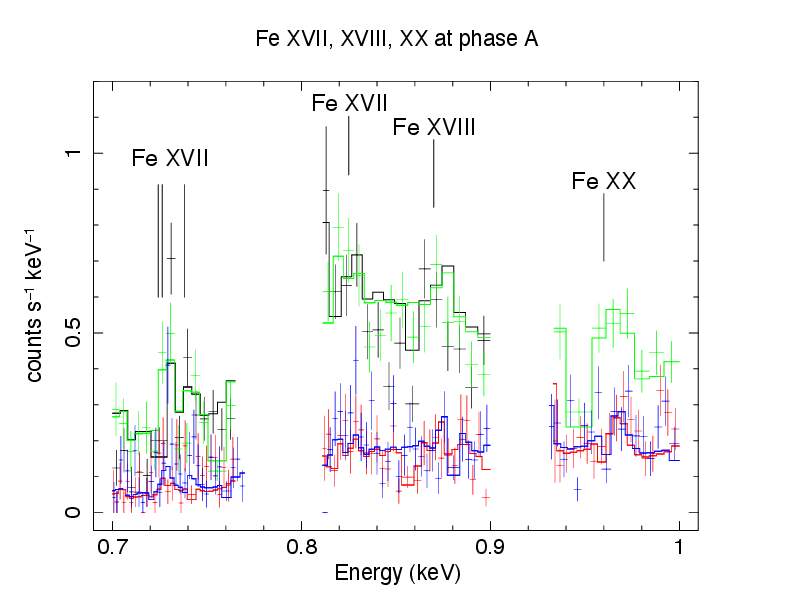 Fe XVII, XVIII, XX at phase A
Fe XVII
Fe XVIII
Fe XVII
Fe XX
1
0.5
0
counts s⁻¹ keV⁻¹
0.7 0.8 0.9 1
Energy (keV)